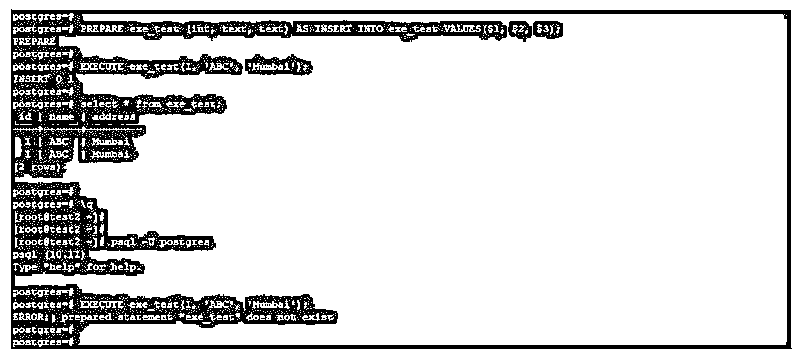 postgres=#
postgres=# PREPARE exe_test (int, text, text) AS INSERT INTO exe_test VALUES($1, $2, $3);
PREPARE
postgres=#
postgres=# EXECUTE exe_test(1, 'ABC', 'Mumbai');
INSERT 0 1
postgres=#
postgres=# select * from exe_test;
id | name | address
----+------+---------
1 | ABC | Mumbai
1 | ABC | Mumbai
(2 rows)
postgres=#
postgres=# \q
[root@test2 ~]#
[root@test2 ~]#
[root@test2 ~]# psql -U postgres
psql (10.12)
Type "help" for help.
postgres=#
postgres=# EXECUTE exe_test(1, 'ABC', 'Mumbai');
ERROR: prepared statement "exe_test" does not exist
postgres=#
postgres=#